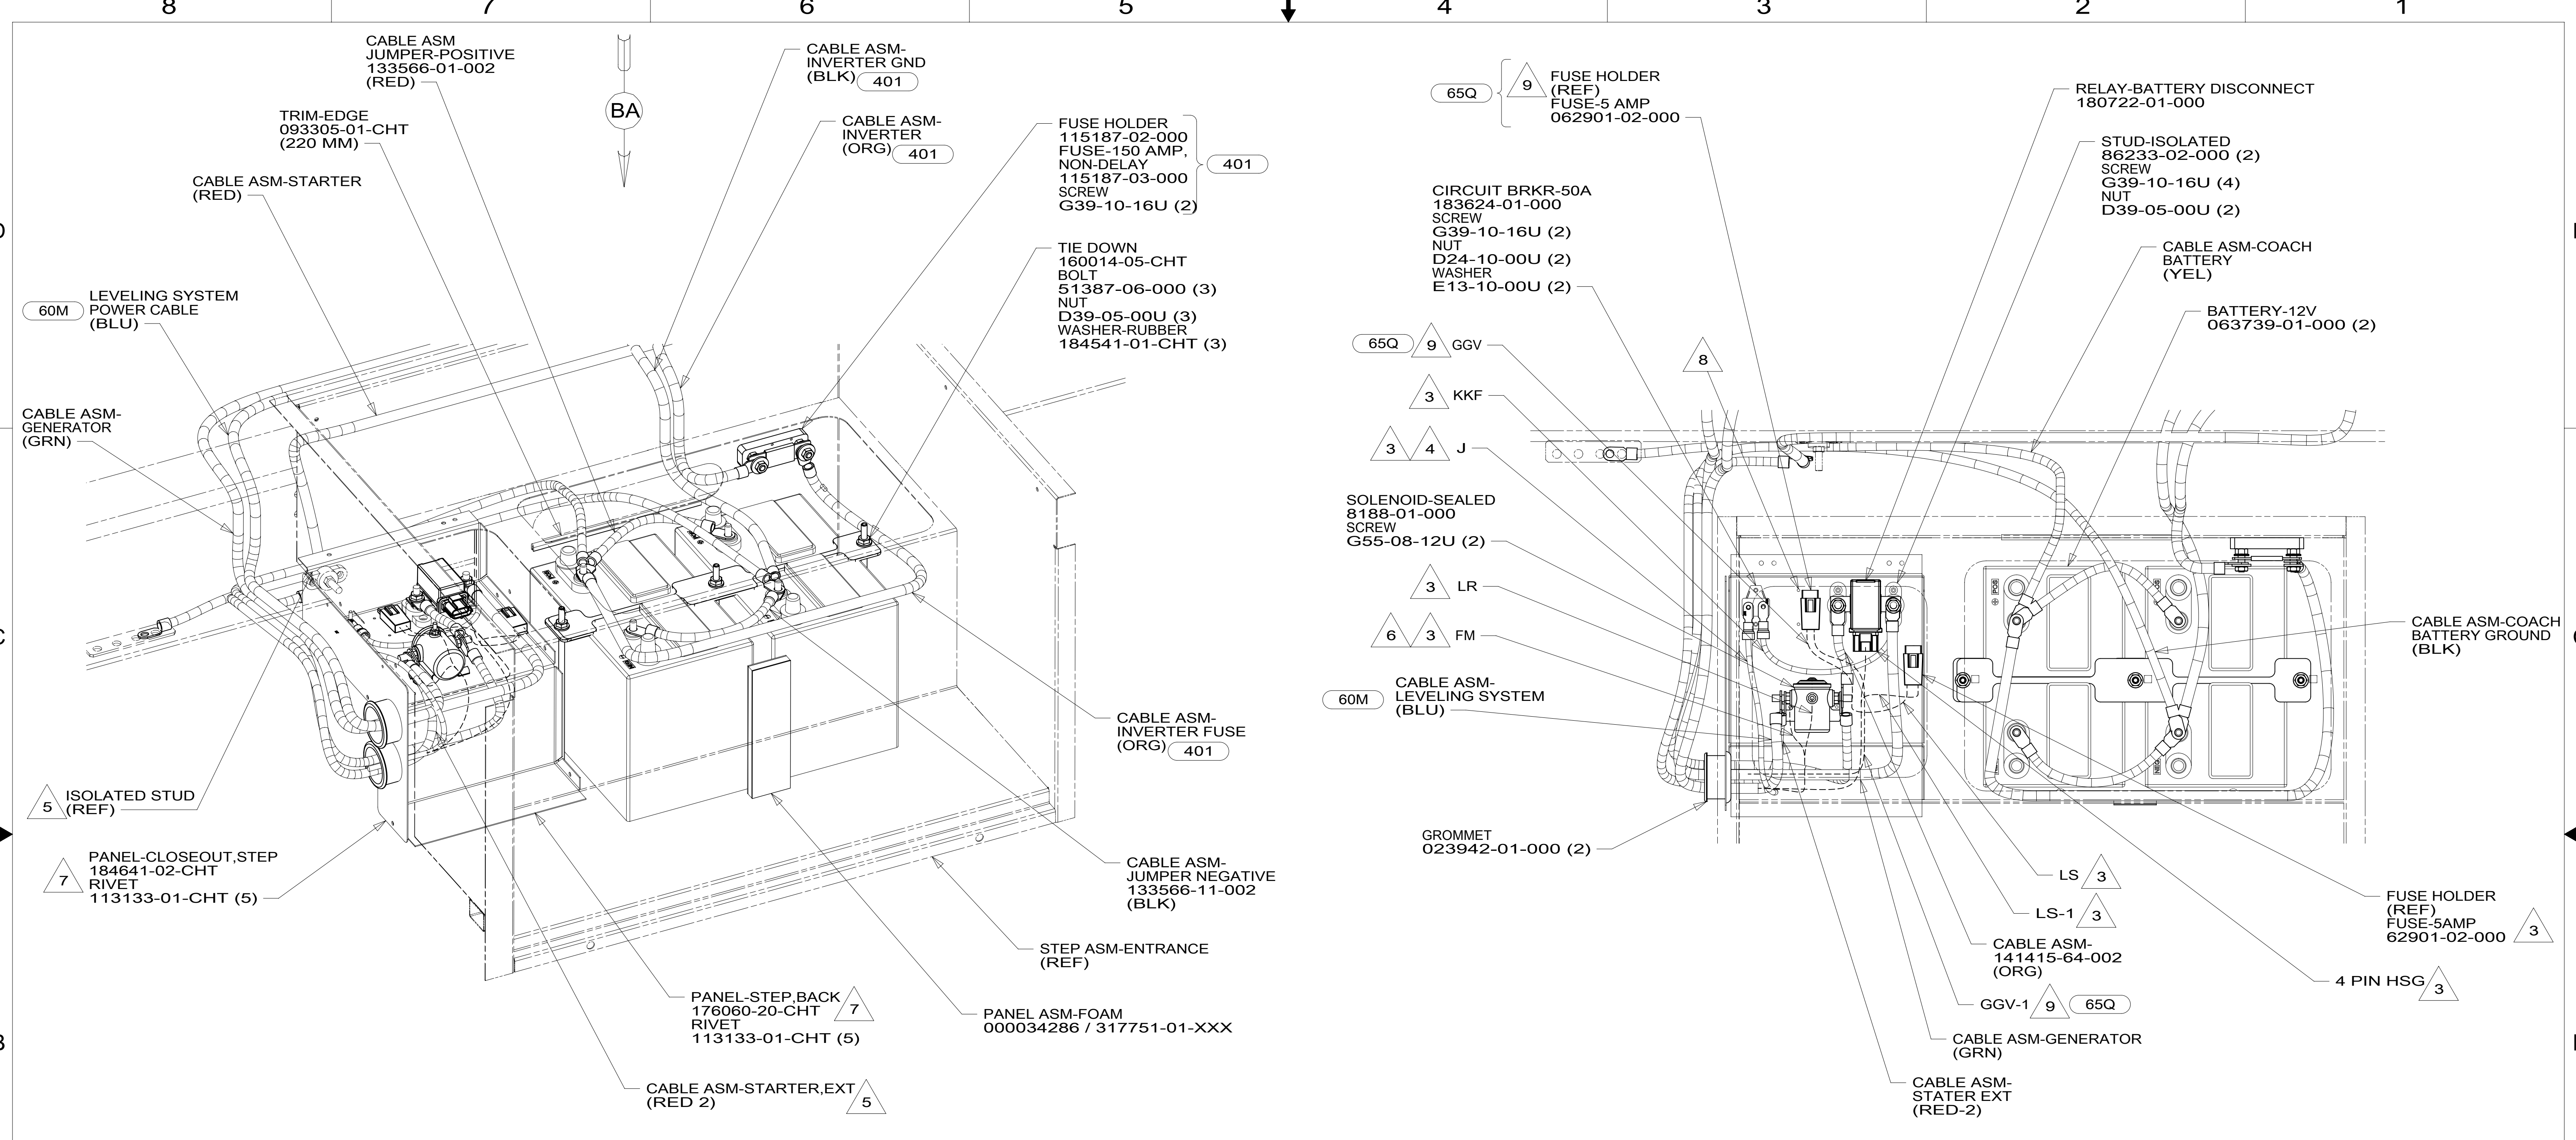 8 7 6 5 4 3 2 1
CABLE ASM
JUMPER-POSITIVE
133566-01-002
(RED)
TRIM-EDGE
093305-01-CHT
(220 MM)
CABLE ASM-STARTER
(RED)
60M
LEVELING SYSTEM
POWER CABLE
(BLU)
CABLE ASM-
GENERATOR
(GRN)
BA
CABLE ASM-
INVERTER GND
(BLK) 401
CABLE ASM-
INVERTER
(ORG) 401
FUSE HOLDER
115187-02-000
FUSE-150 AMP,
NON-DELAY
115187-03-000
SCREW
G39-10-16U (2)
401
TIE DOWN
160014-05-CHT
BOLT
51387-06-000 (3)
NUT
D39-05-00U (3)
WASHER-RUBBER
184541-01-CHT (3)
5 ISOLATED STUD
(REF)
7
PANEL-CLOSEOUT,STEP
184641-02-CHT
RIVET
113133-01-CHT (5)
CABLE ASM-
INVERTER FUSE
(ORG) 401
CABLE ASM-
JUMPER NEGATIVE
133566-11-002
(BLK)
STEP ASM-ENTRANCE
(REF)
PANEL ASM-FOAM
000034286 / 317751-01-XXX
PANEL-STEP,BACK 7
176060-20-CHT
RIVET
113133-01-CHT (5)
CABLE ASM-STARTER,EXT 5
(RED 2)
65Q 9
FUSE HOLDER
(REF)
FUSE-5 AMP
062901-02-000
RELAY-BATTERY DISCONNECT
180722-01-000
STUD-ISOLATED
86233-02-000 (2)
SCREW
G39-10-16U (4)
NUT
D39-05-00U (2)
CIRCUIT BRKR-50A
183624-01-000
SCREW
G39-10-16U (2)
NUT
D24-10-00U (2)
WASHER
E13-10-00U (2)
CABLE ASM-COACH
BATTERY
(YEL)
BATTERY-12V
063739-01-000 (2)
65Q 9 GGV
8
3 KKF
3 4 J
SOLENOID-SEALED
8188-01-000
SCREW
G55-08-12U (2)
3 LR
6 3 FM
60M
CABLE ASM-
LEVELING SYSTEM
(BLU)
POS
CABLE ASM-COACH
BATTERY GROUND
(BLK)
GROMMET
023942-01-000 (2)
LS 3
LS-1 3
CABLE ASM-
141415-64-002
(ORG)
GGV-1 9 65Q
CABLE ASM-GENERATOR
(GRN)
CABLE ASM-
STATER EXT
(RED-2)
FUSE HOLDER
(REF)
FUSE-5AMP
62901-02-000 3
4 PIN HSG 3